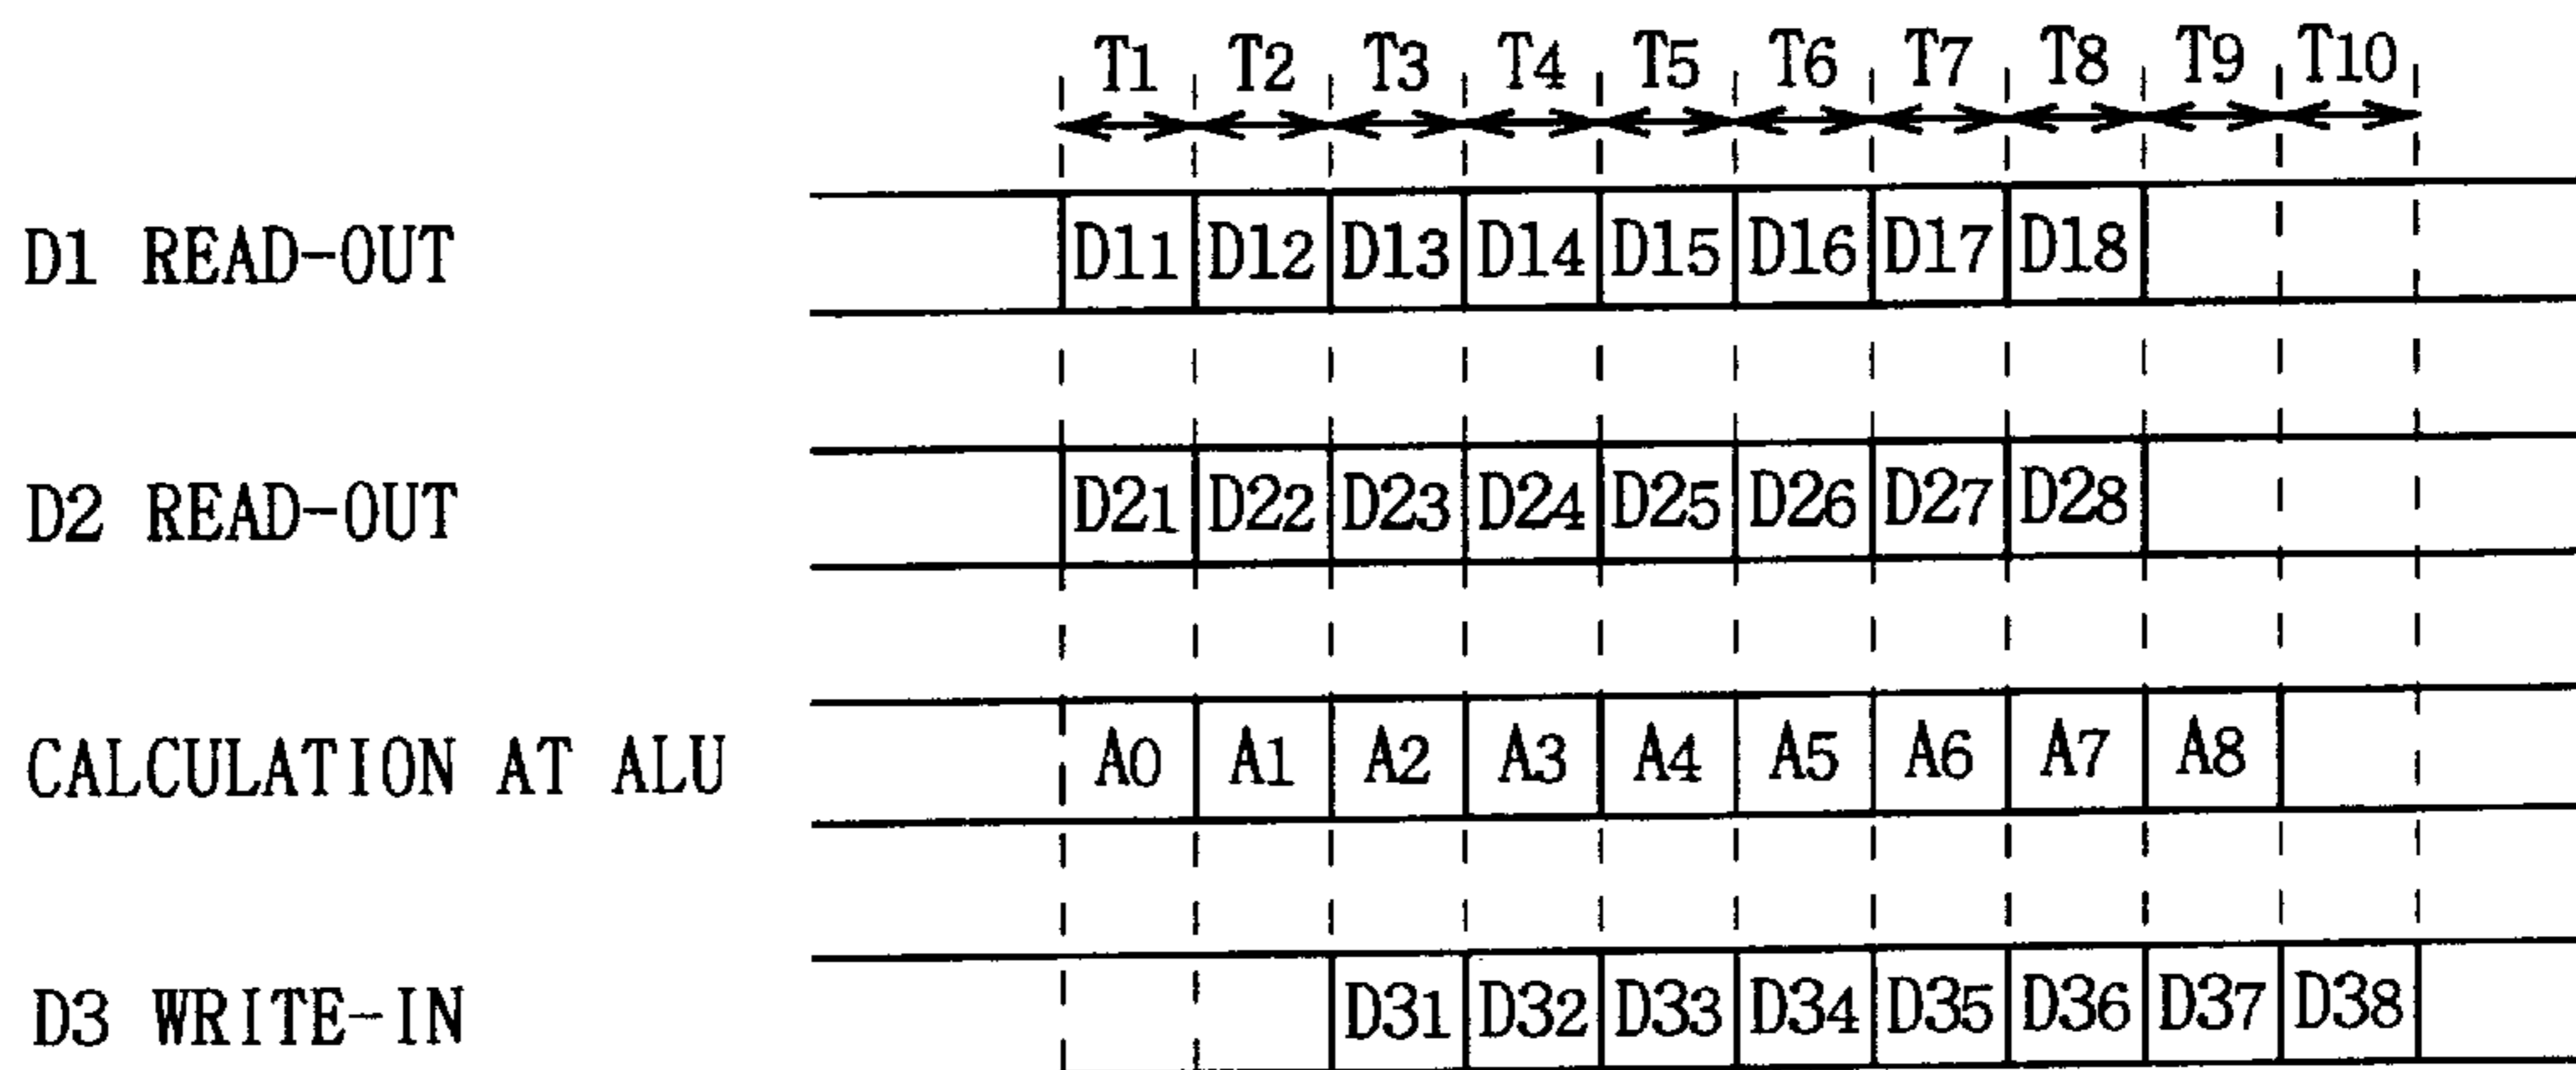 T1 T2 T3 T4 T5 T6 T7 T8 T9 T10
D1 READ-OUT D11 D12 D13 D14 D15 D16 D17 D18
D2 READ-OUT D21 D22 D23 D24 D25 D26 D27 D28
CALCULATION AT ALU A0 A1 A2 A3 A4 A5 A6 A7 A8
D3 WRITE-IN D31 D32 D33 D34 D35 D36 D37 D38